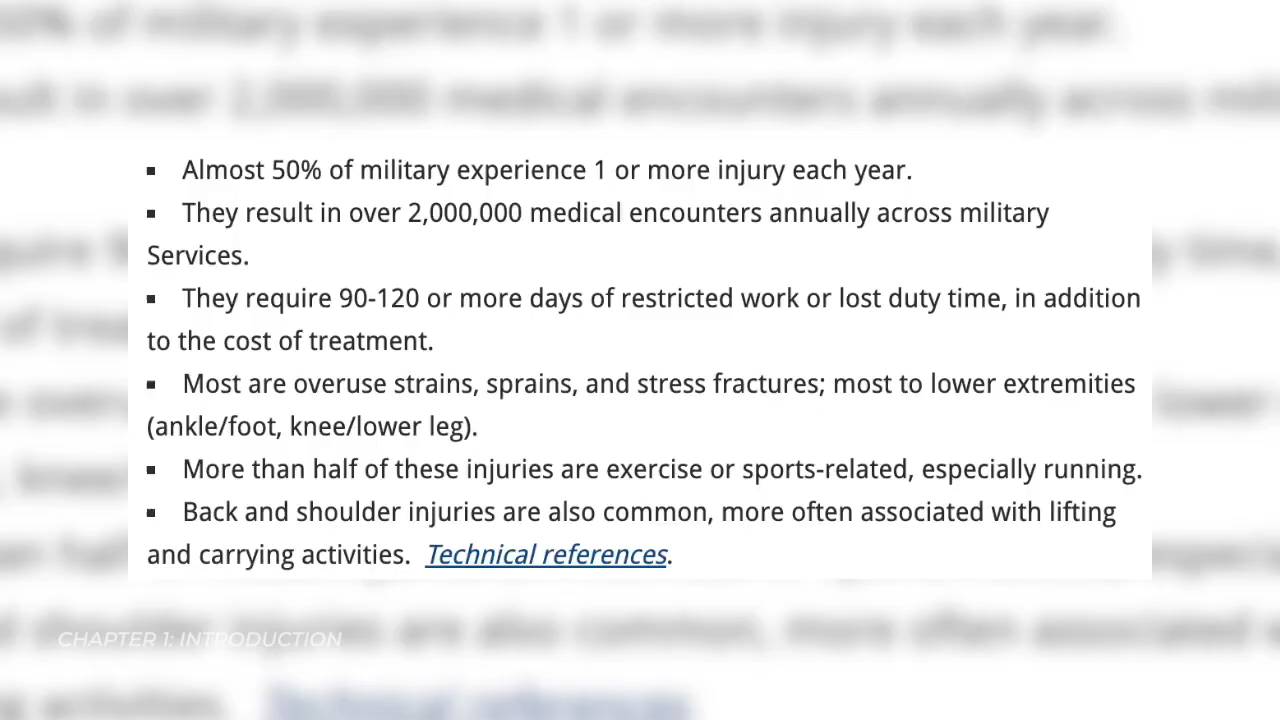 ▪ Almost 50% of military experience 1 or more injury each year.
▪ They result in over 2,000,000 medical encounters annually across military
Services.
▪ They require 90-120 or more days of restricted work or lost duty time, in addition
to the cost of treatment.
▪ Most are overuse strains, sprains, and stress fractures; most to lower extremities
(ankle/foot, knee/lower leg).
▪ More than half of these injuries are exercise or sports-related, especially running.
▪ Back and shoulder injuries are also common, more often associated with lifting
and carrying activities. Technical references.
CHAPTER 1: INTRODUCTION